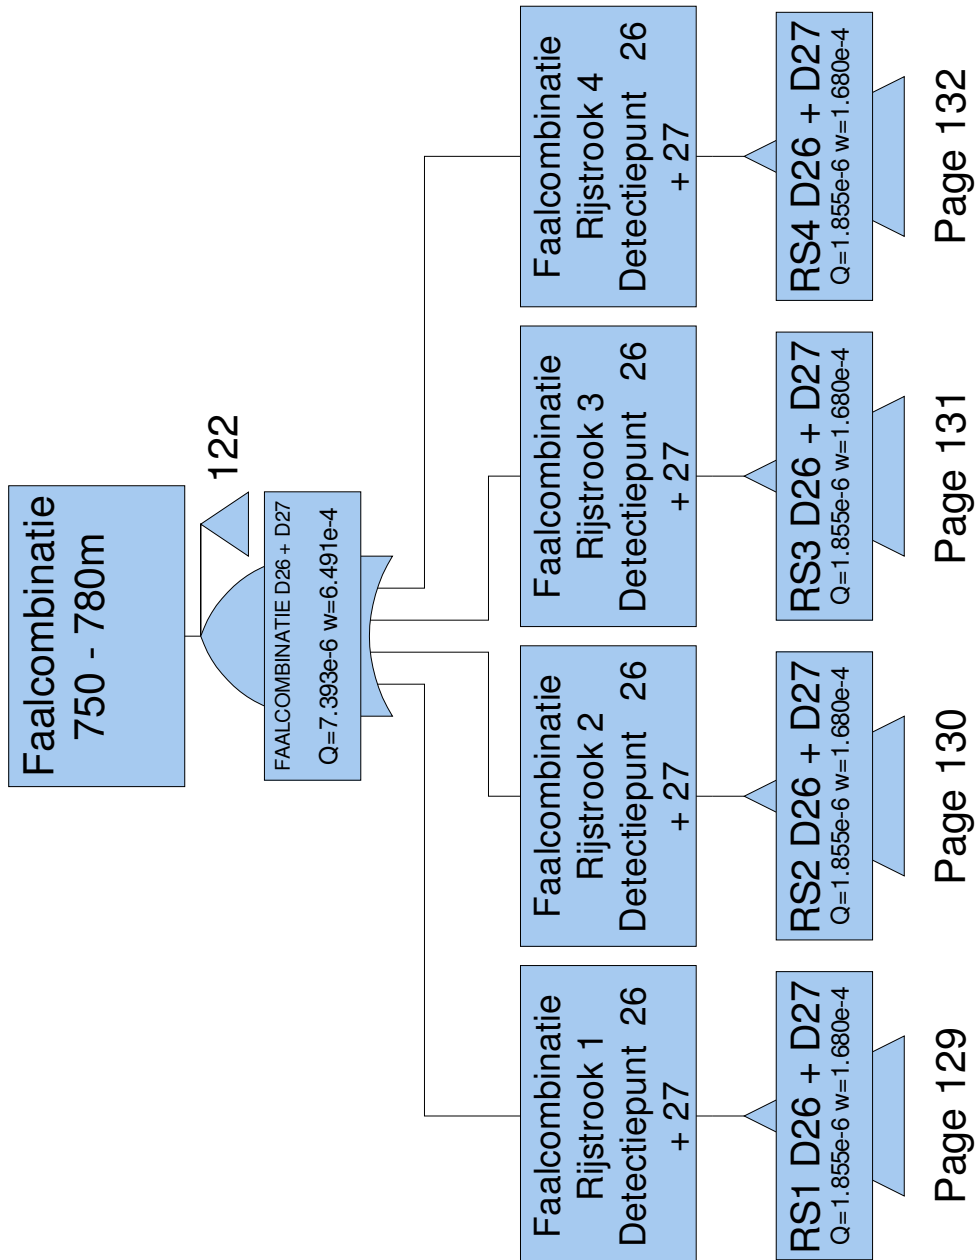 Faalcombinatie
750 - 780m
122
FAALCOMBINATIE D26 + D27
Q=7.393e-6 w=6.491e-4
Faalcombinatie
Rijstrook 1
Detectiepunt 26
+ 27
Faalcombinatie
Rijstrook 2
Detectiepunt 26
+ 27
Faalcombinatie
Rijstrook 3
Detectiepunt 26
+ 27
Faalcombinatie
Rijstrook 4
Detectiepunt 26
+ 27
RS1 D26 + D27
Q=1.855e-6 w=1.680e-4
Page 129
RS2 D26 + D27
Q=1.855e-6 w=1.680e-4
Page 130
RS3 D26 + D27
Q=1.855e-6 w=1.680e-4
Page 131
RS4 D26 + D27
Q=1.855e-6 w=1.680e-4
Page 132